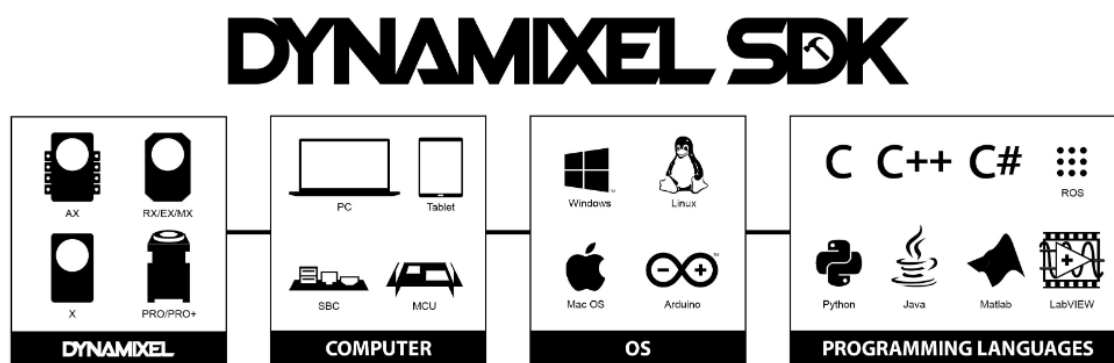 DYNAMIXEL SDK
AX RX/EX/MX
X PRO/PRO+
DYNAMIXEL
PC Tablet
SBC MCU
COMPUTER
Windows Linux
Mac OS Arduino
OS
C C++ C# ROS
Python Java Matlab LabVIEW
PROGRAMMING LANGUAGES